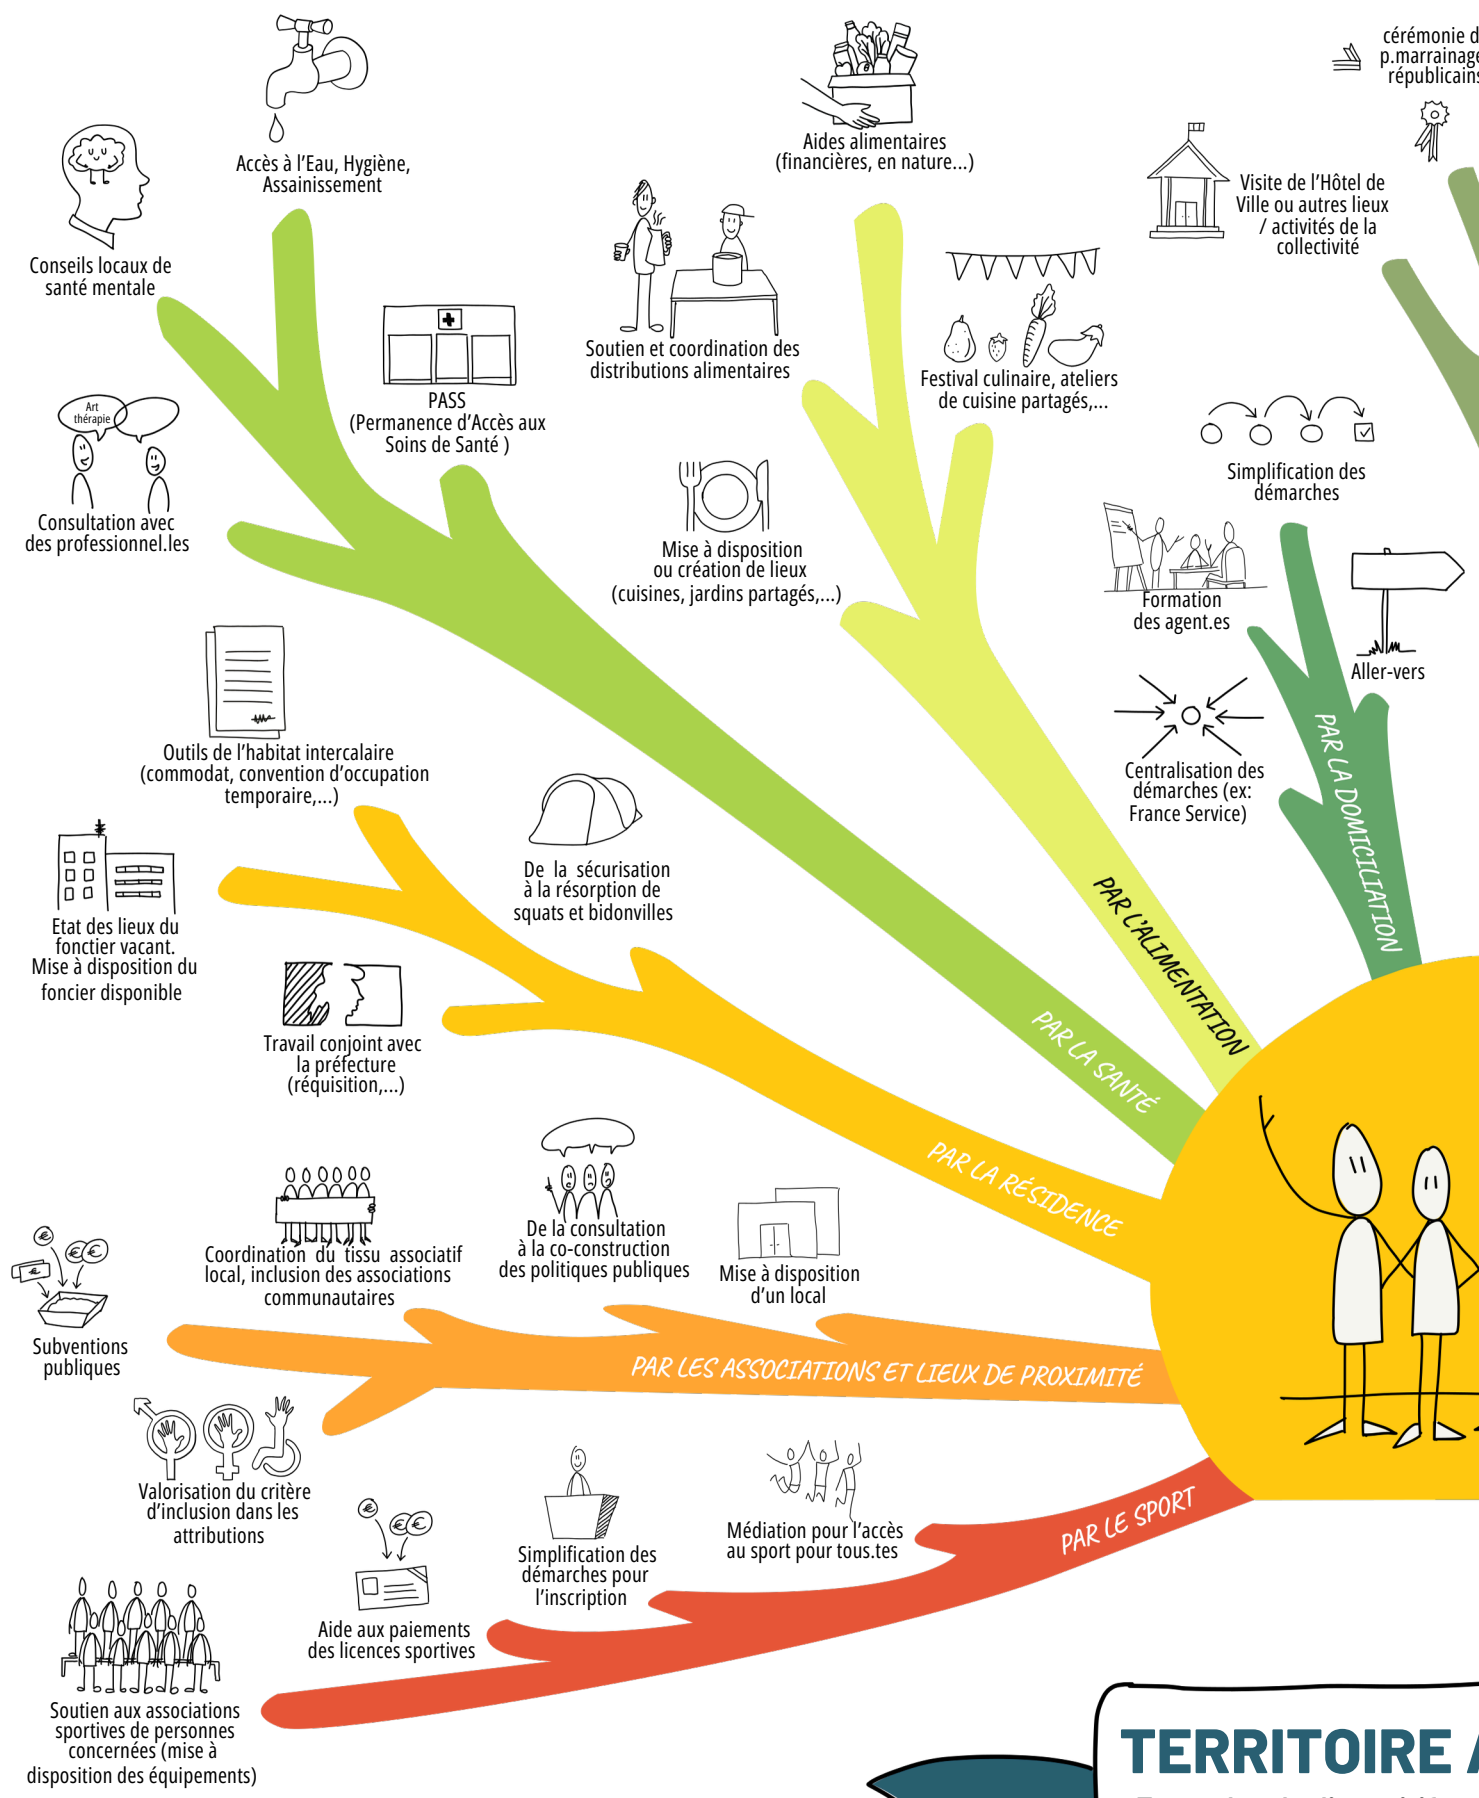 cérémonie d
p.marrainage
républicains
Accès à l'Eau, Hygiène,
Assainissement
Aides alimentaires
(financières, en nature...)
Visite de l'Hôtel de
Ville ou autres lieux
/ activités de la
collectivité
Conseils locaux de
santé mentale
PASS
(Permanence d'Accès aux
Soins de Santé )
Soutien et coordination des
distributions alimentaires
Festival culinaire, ateliers
de cuisine partagés,...
Art
thérapie
Consultation avec
des professionnel.les
Mise à disposition
ou création de lieux
(cuisines, jardins partagés,...)
Simplification des
démarches
Formation
des agent.es
Aller-vers
Centralisation des
démarches (ex:
France Service)
PAR LA DOMICILIATION
PAR L'ALIMENTATION
PAR LA SANTÉ
Outils de l'habitat intercalaire
(commodat, convention d'occupation
temporaire,...)
De la sécurisation
à la résorption de
squats et bidonvilles
Etat des lieux du
fonctier vacant.
Mise à disposition du
foncier disponible
Travail conjoint avec
la préfecture
(réquisition,...)
PAR LA RÉSIDENCE
Coordination du tissu associatif
local, inclusion des associations
communautaires
De la consultation
à la co-construction
des politiques publiques
Mise à disposition
d'un local
€
€€
€
Subventions
publiques
PAR LES ASSOCIATIONS ET LIEUX DE PROXIMITÉ
Valorisation du critère
d'inclusion dans les
attributions
€
€€
Aide aux paiements
des licences sportives
Simplification des
démarches pour
l'inscription
Médiation pour l'accès
au sport pour tous.tes
PAR LE SPORT
Soutien aux associations
sportives de personnes
concernées (mise à
disposition des équipements)
TERRITOIRE A